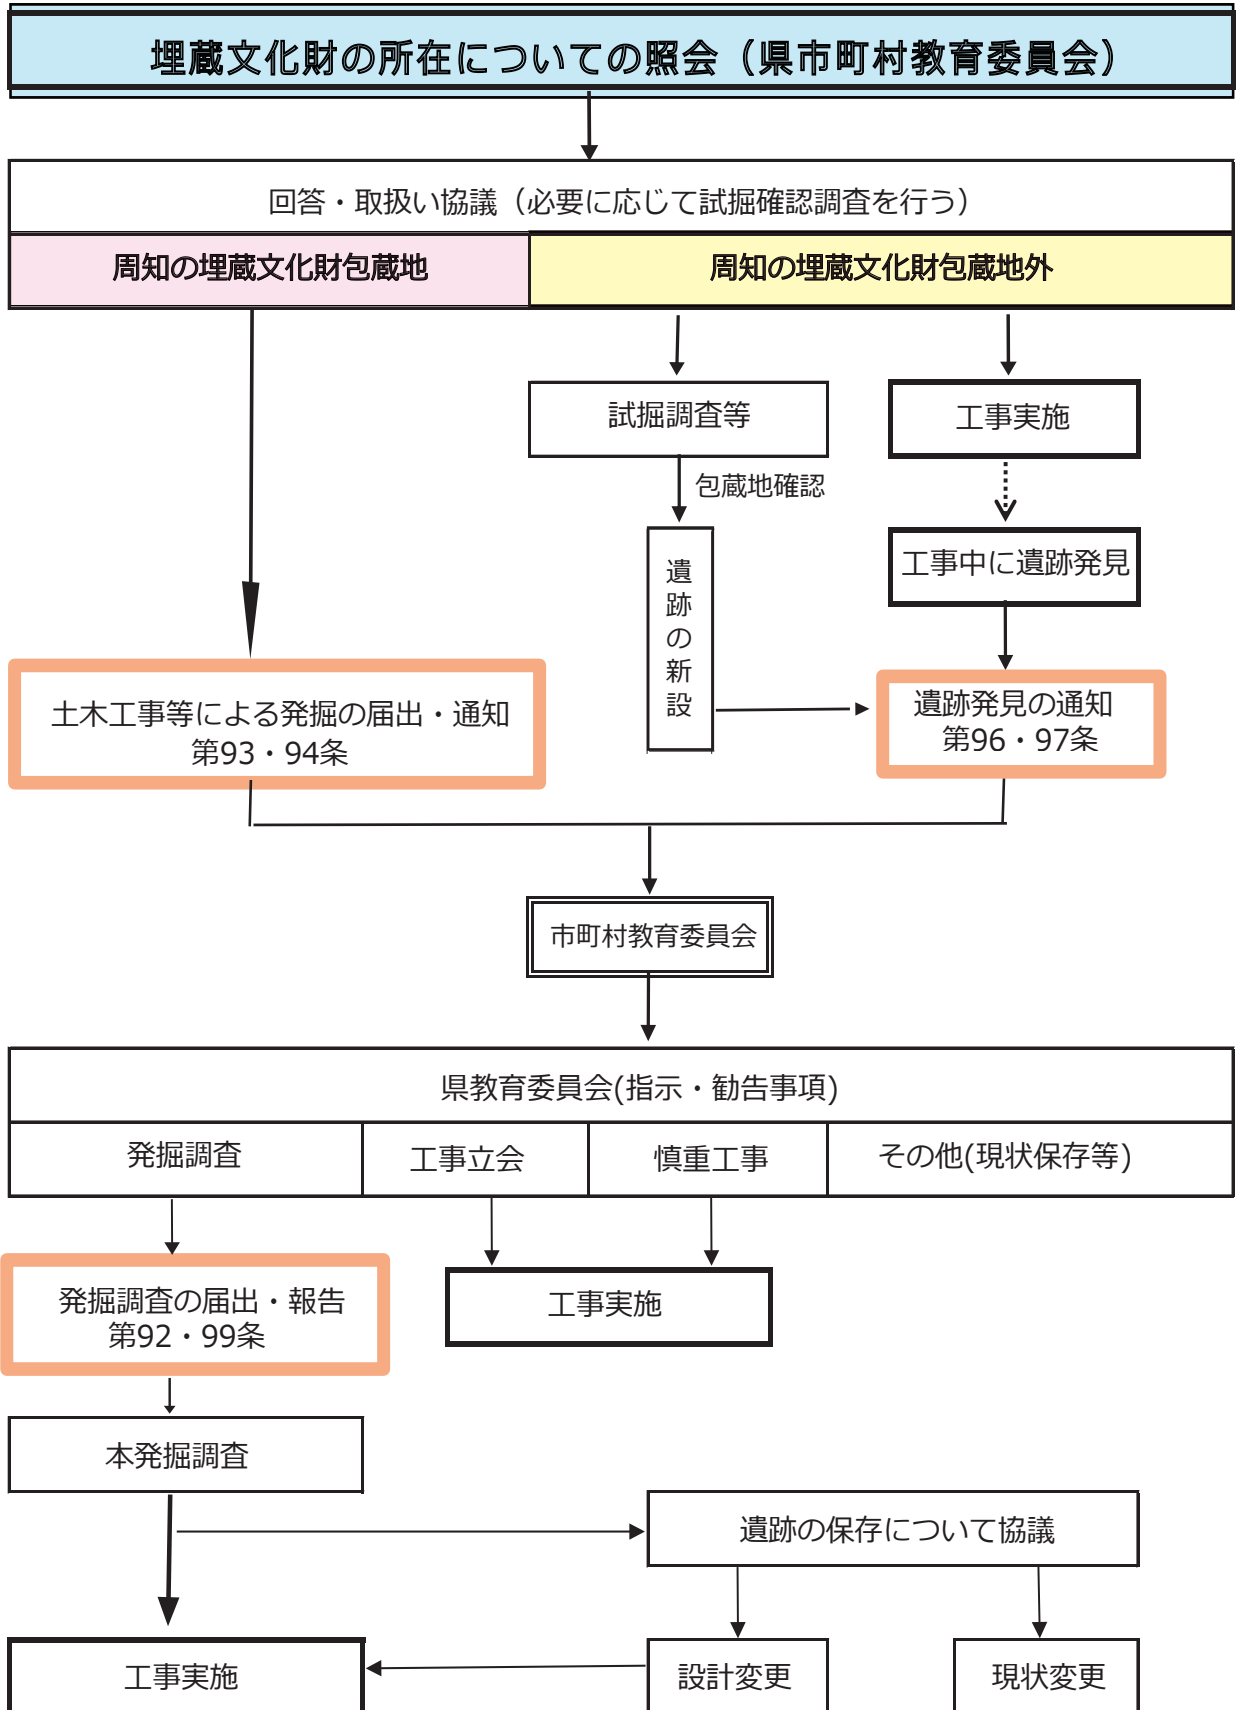 埋蔵文化財の所在についての照会（県市町村教育委員会）
回答・取扱い協議（必要に応じて試掘確認調査を行う）
周知の埋蔵文化財包蔵地
周知の埋蔵文化財包蔵地外
試掘調査等
工事実施
包蔵地確認
工事中に遺跡発見
遺跡の新設
土木工事等による発掘の届出・通知
第93・94条
遺跡発見の通知
第96・97条
市町村教育委員会
県教育委員会(指示・勧告事項)
発掘調査
工事立会
慎重工事
その他(現状保存等)
発掘調査の届出・報告
第92・99条
工事実施
本発掘調査
遺跡の保存について協議
工事実施
設計変更
現状変更